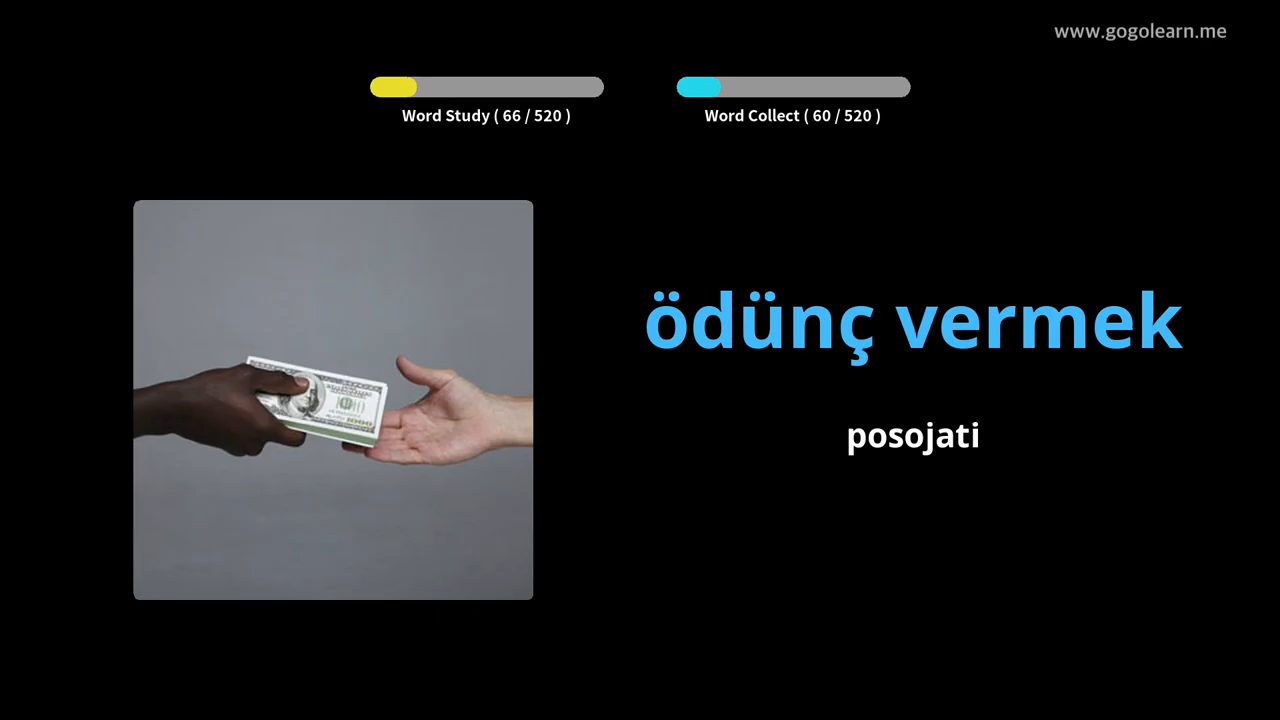 www.gogolearn.me
Word Study ( 66 / 520 )
Word Collect ( 60 / 520 )
ödünç vermek
posojati